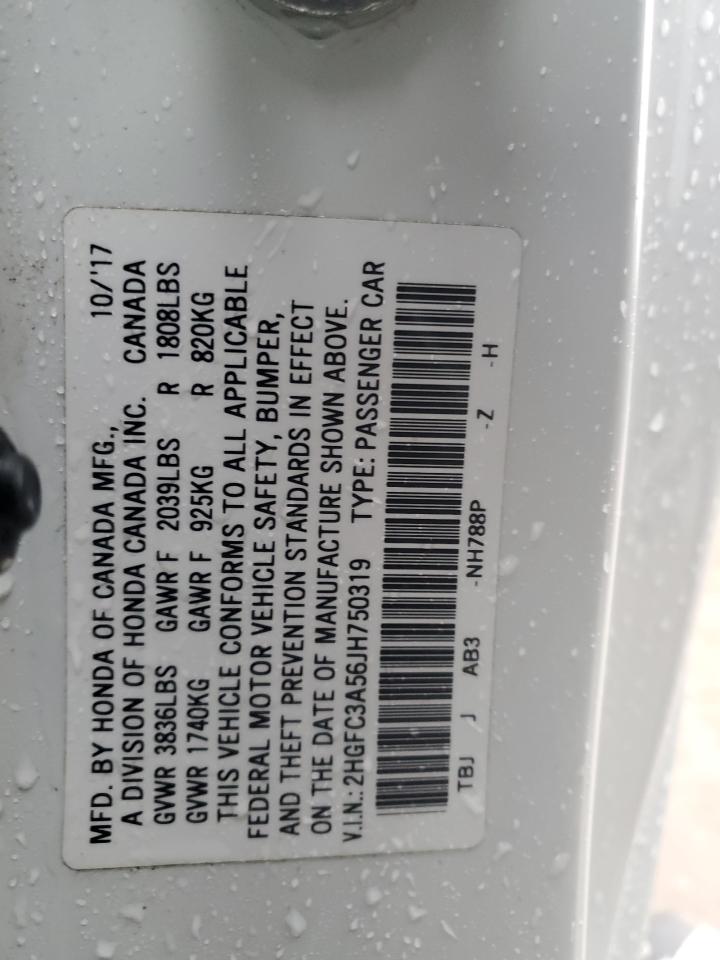 MFD. BY HONDA OF CANADA MFG., 10/'17
A DIVISION OF HONDA CANADA INC. CANADA
GVWR 3836LBS GAWR F 2039LBS R 1808LBS
GVWR 1740KG GAWR F 925KG R 820KG
THIS VEHICLE CONFORMS TO ALL APPLICABLE
FEDERAL MOTOR VEHICLE SAFETY, BUMPER,
AND THEFT PREVENTION STANDARDS IN EFFECT
ON THE DATE OF MANUFACTURE SHOWN ABOVE.
V.I.N.: 2HGFC3A56JH750319 TYPE: PASSENGER CAR
TBJ J AB3 -NH788P -Z -H